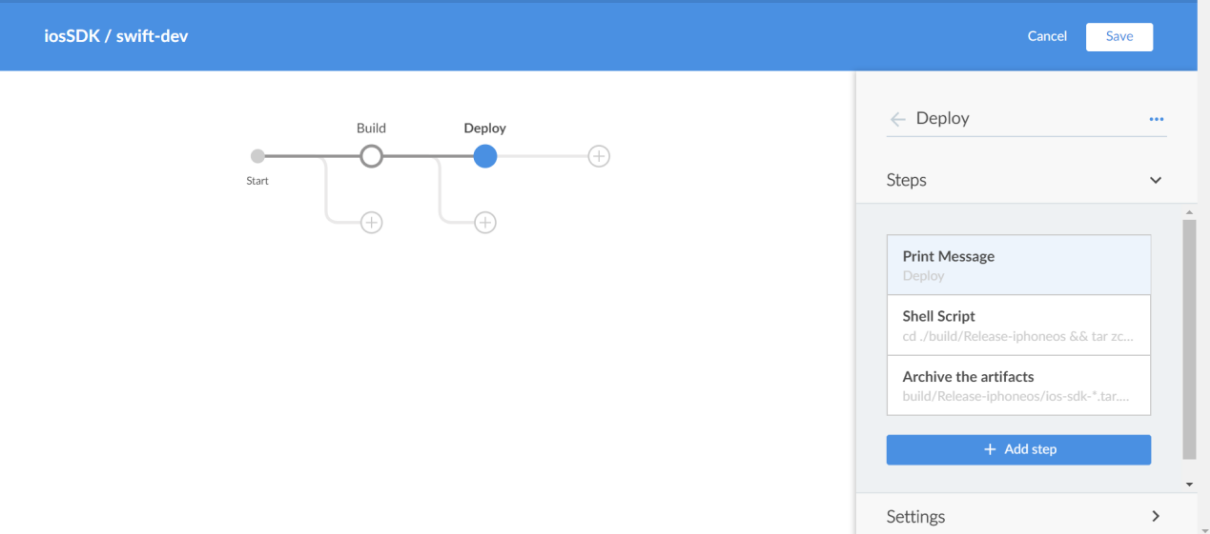 iosSDK / swift-dev
Cancel
Save
Build
Deploy
Start
Deploy
Steps
Print Message
Deploy
Shell Script
cd ./build/Release-iphoneos && tar zc...
Archive the artifacts
build/Release-iphoneos/ios-sdk-*.tar....
Add step
Settings